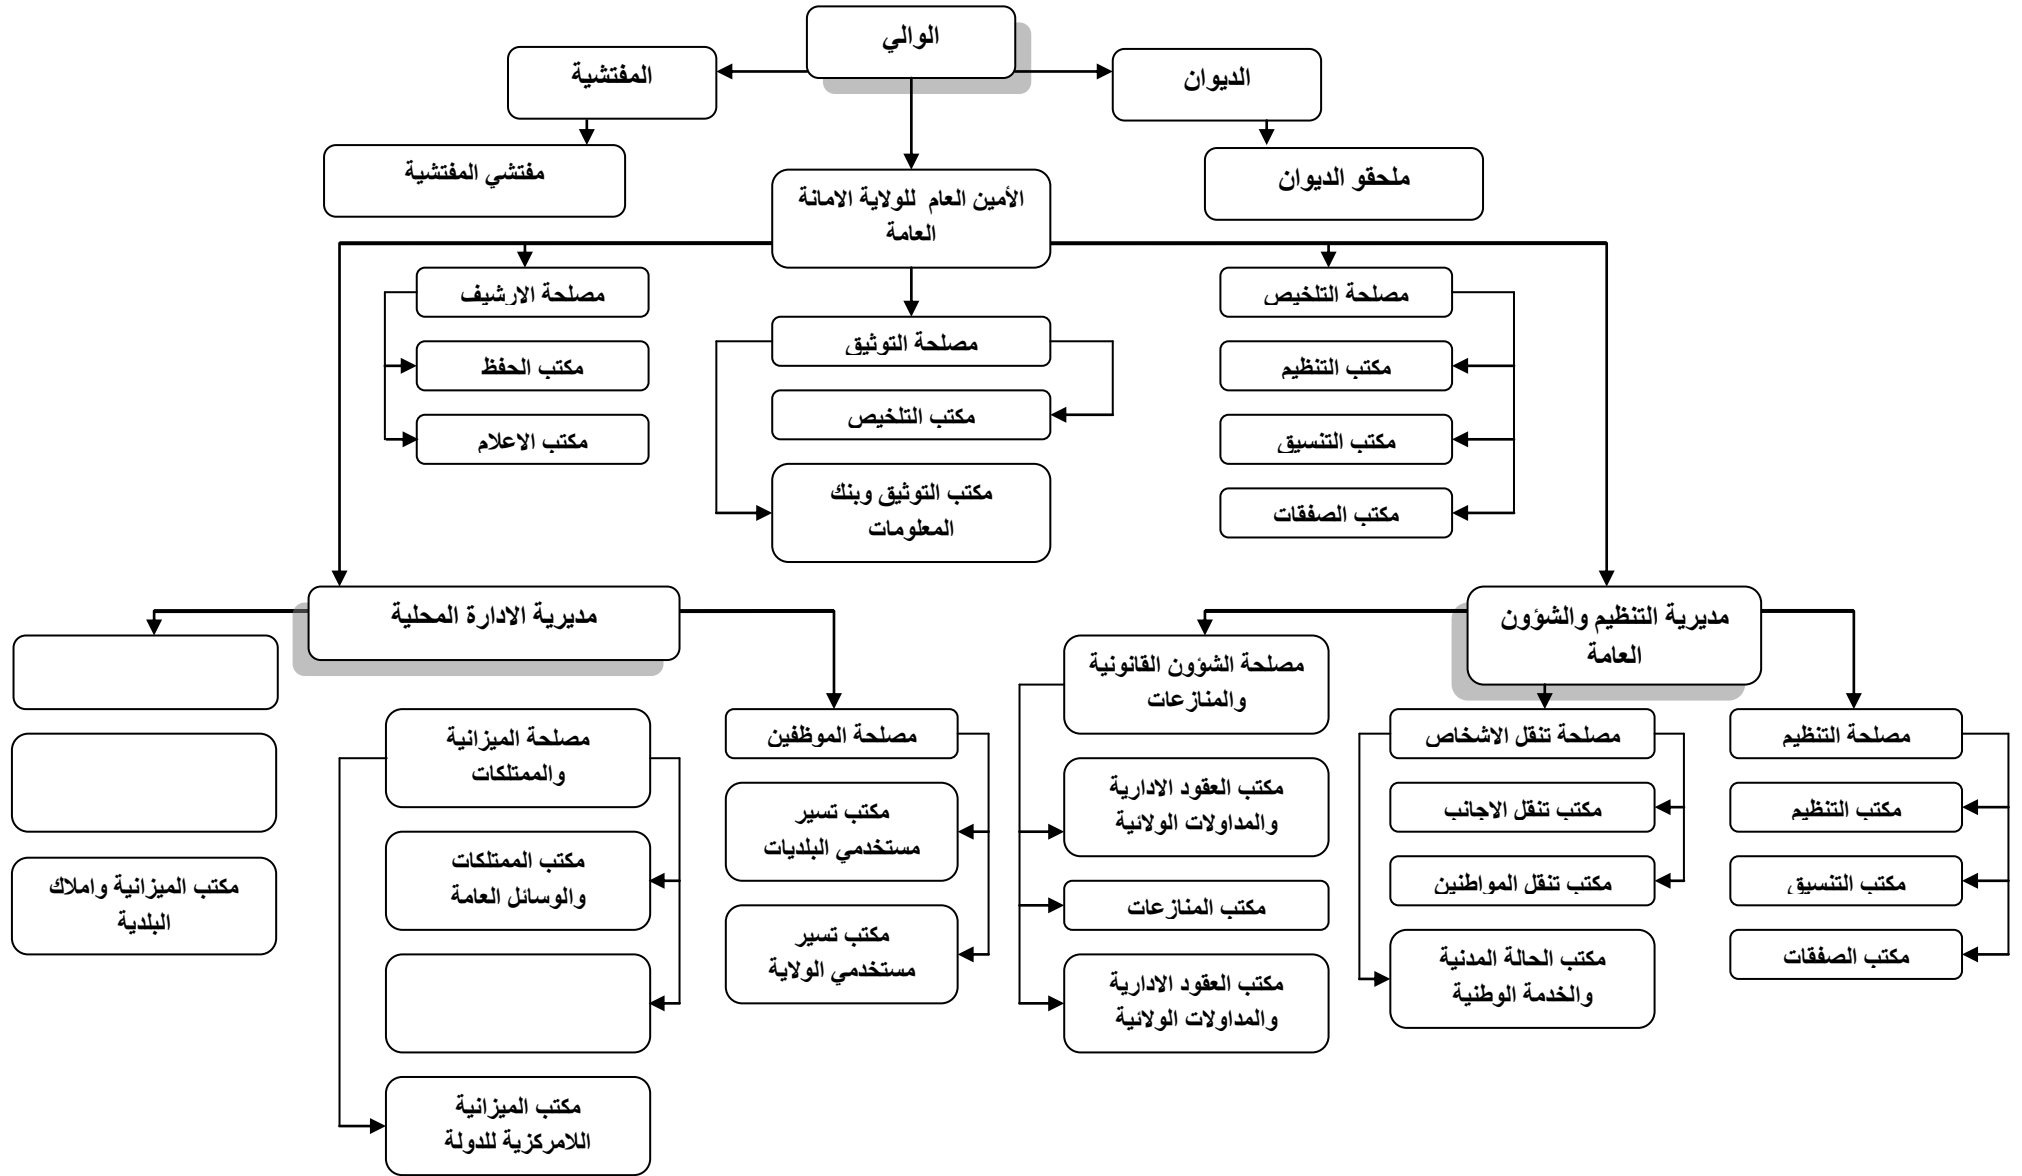 الوالي
الديوان
المفتشية
ملحقو الديوان
مفتشي المفتشية
الأمين العام للولاية الامانة
العامة
مصلحة التلخيص
مكتب التنظيم
مكتب التنسيق
مكتب الصفقات
مصلحة التوثيق
مكتب التلخيص
مكتب التوثيق وبنك
المعلومات
مصلحة الارشيف
مكتب الحفظ
مكتب الاعلام
مديرية التنظيم والشؤون
العامة
مصلحة التنظيم
مكتب التنظيم
مكتب التنسيق
مكتب الصفقات
مصلحة تنقل الاشخاص
مكتب تنقل الاجانب
مكتب تنقل المواطنين
مكتب الحالة المدنية
والخدمة الوطنية
مصلحة الشؤون القانونية
والمنازعات
مكتب العقود الادارية
والمداولات الولائية
مكتب المنازعات
مكتب العقود الادارية
والمداولات الولائية
مديرية الادارة المحلية
مصلحة الموظفين
مكتب تسير
مستخدمي البلديات
مكتب تسير
مستخدمي الولاية
مصلحة الميزانية
والممتلكات
مكتب الممتلكات
والوسائل العامة
مكتب الميزانية
اللامركزية للدولة
مكتب الميزانية واملاك
البلدية